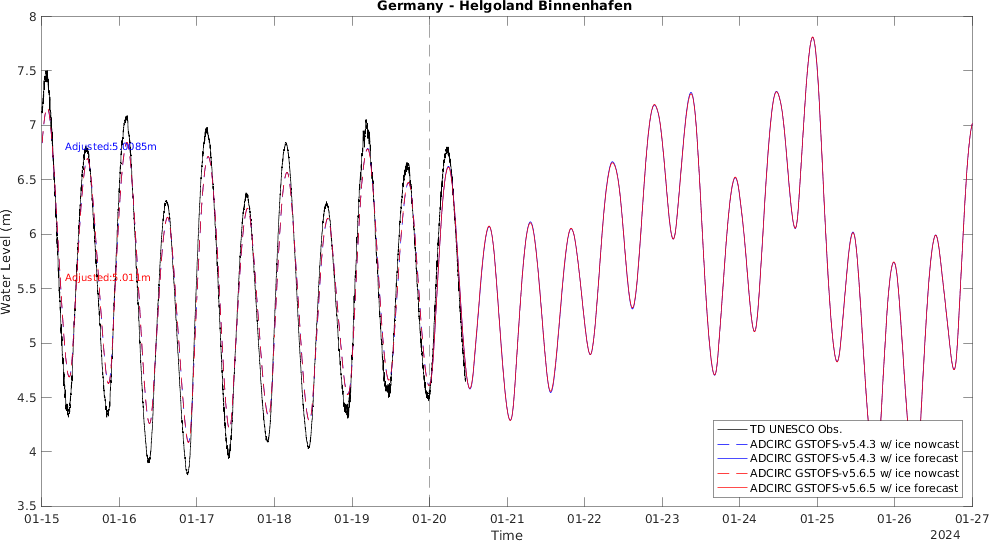 Germany - Helgoland Binnenhafen
8
7.5
7
6.5
6
5.5
5
4.5
4
3.5
Water Level (m)
Adjusted:5.0085m
Adjusted:5.011m
TD UNESCO Obs.
ADCIRC GSTOFS-v5.4.3 w/ ice nowcast
ADCIRC GSTOFS-v5.4.3 w/ ice forecast
ADCIRC GSTOFS-v5.6.5 w/ ice nowcast
ADCIRC GSTOFS-v5.6.5 w/ ice forecast
01-15 01-16 01-17 01-18 01-19 01-20 01-21 01-22 01-23 01-24 01-25 01-26 01-27
Time
2024